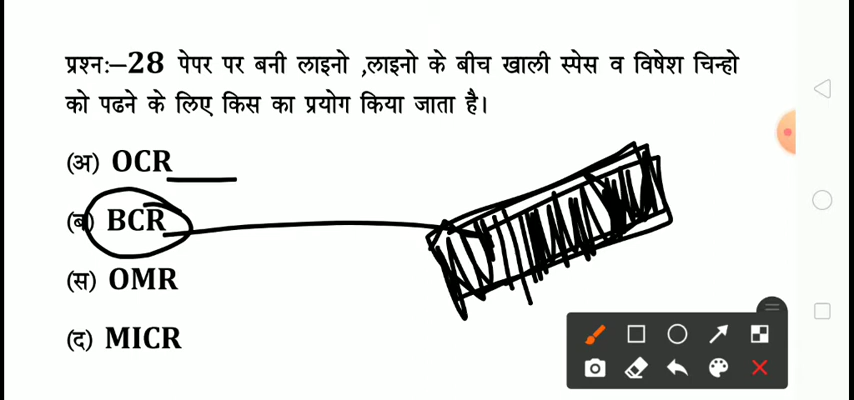 प्रश्नः–28 पेपर पर बनी लाइनो ,लाइनो के बीच खाली स्पेस व विषेश चिन्हो
को पढने के लिए किस का प्रयोग किया जाता है।
(अ) OCR
(ब) BCR
(स) OMR
(द) MICR